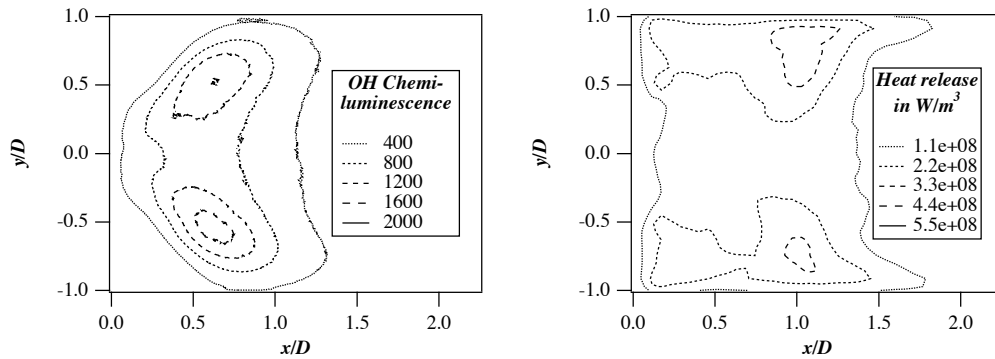 1.0
0.5
0.0
-0.5
-1.0
y/D
0.0
0.5
1.0
1.5
2.0
x/D
OH Chemi-
luminescence
400
800
1200
1600
2000
1.0
0.5
0.0
-0.5
-1.0
y/D
0.0
0.5
1.0
1.5
2.0
x/D
Heat release
in W/m³
1.1e+08
2.2e+08
3.3e+08
4.4e+08
5.5e+08